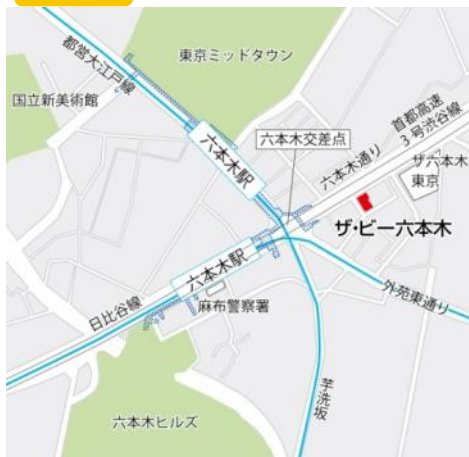 東京ミッドタウン
都営大江戸線
国立新美術館
六本木駅
六本木交差点
六本木通り
首都高速
3号渋谷線
ザ六本木
東京
ザ・ビー六本木
六本木駅
日比谷線
麻布警察署
外苑東通り
芋洗坂
六本木ヒルズ